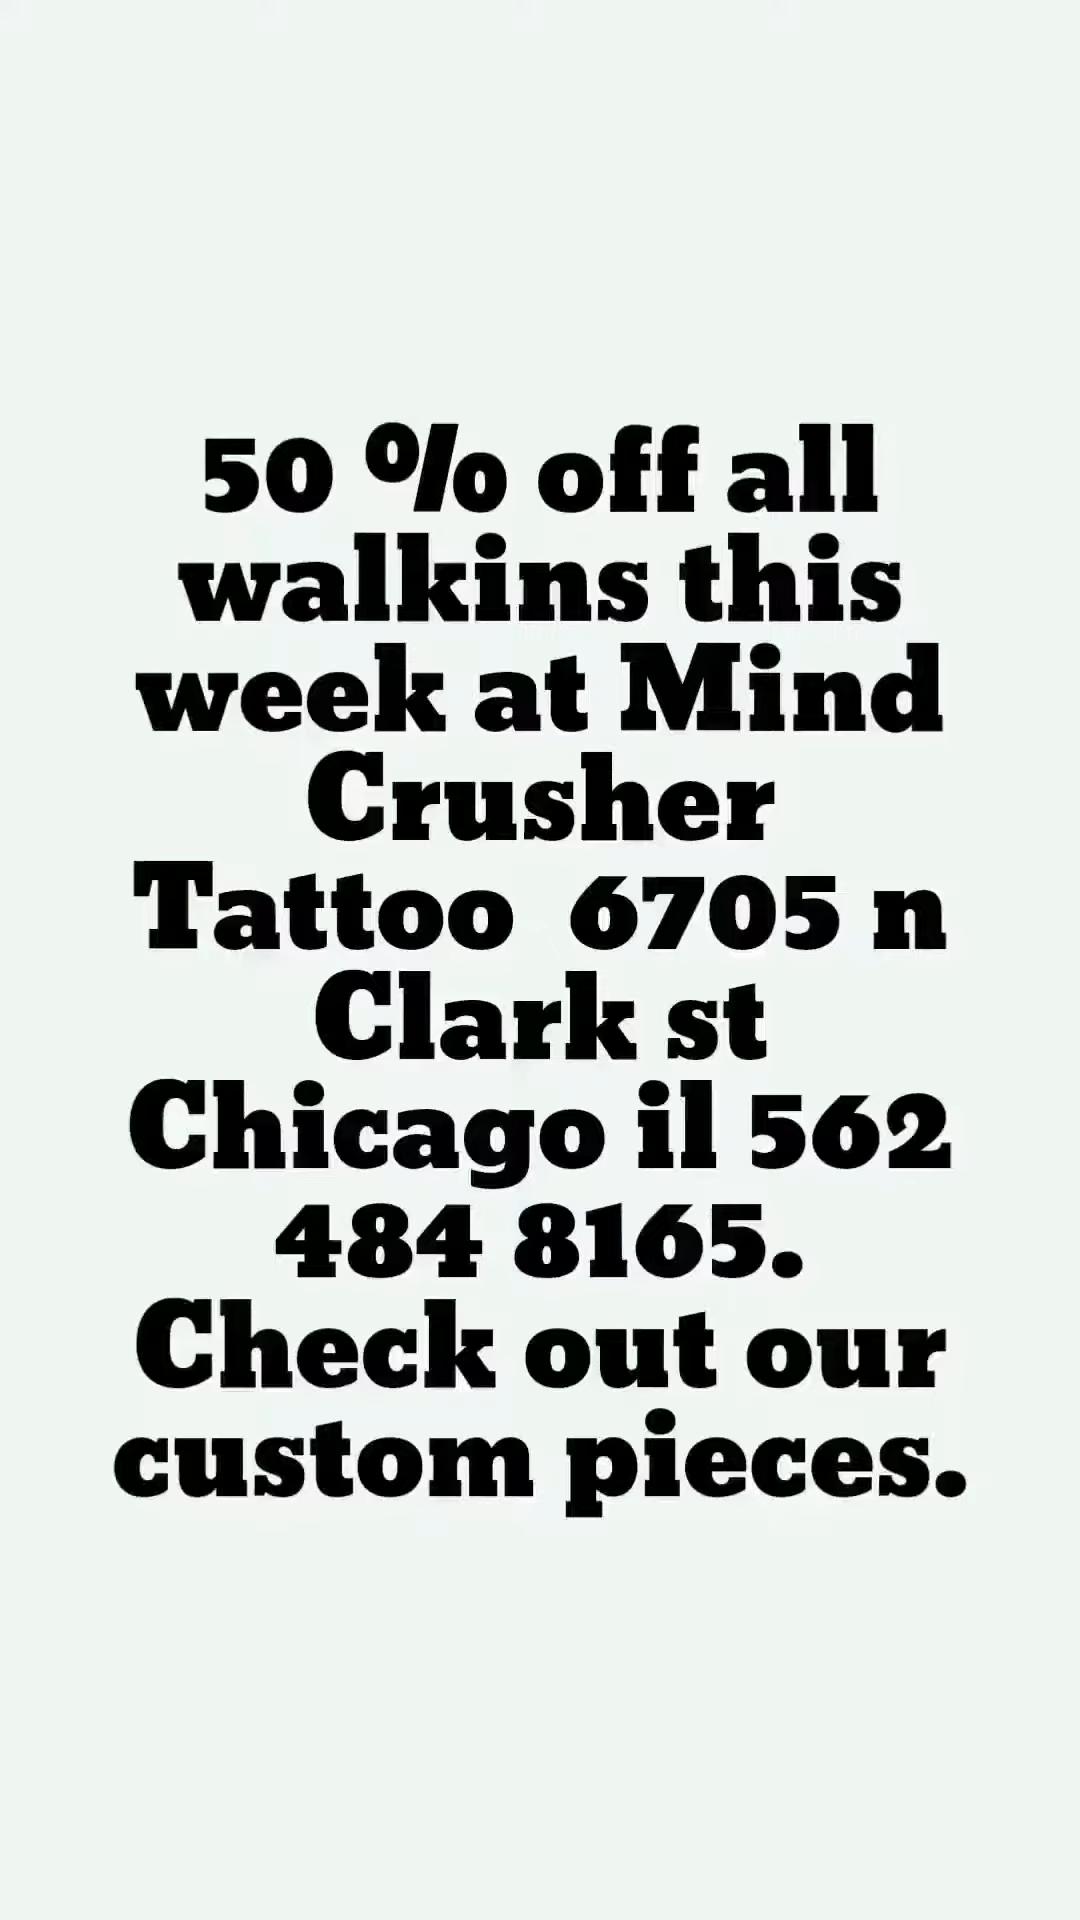 50 % off all
walkins this
week at Mind
Crusher
Tattoo  6705 n
Clark st
Chicago il 562
484 8165.
Check out our
custom pieces.